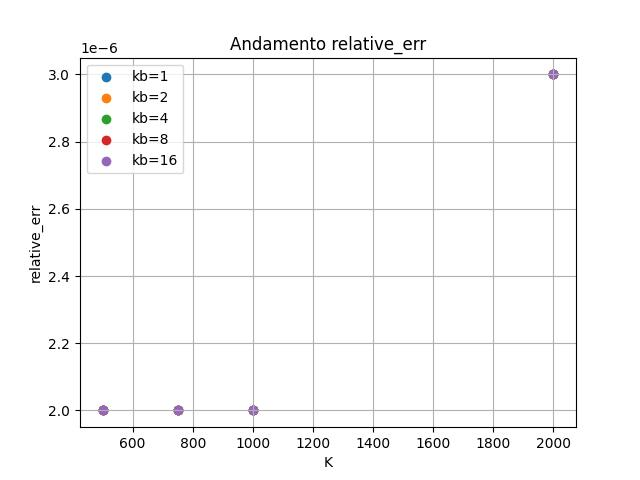 Andamento relative_err
1e−6
3.0
2.8
2.6
2.4
2.2
2.0
relative_err
kb=1
kb=2
kb=4
kb=8
kb=16
600 800 1000 1200 1400 1600 1800 2000
K